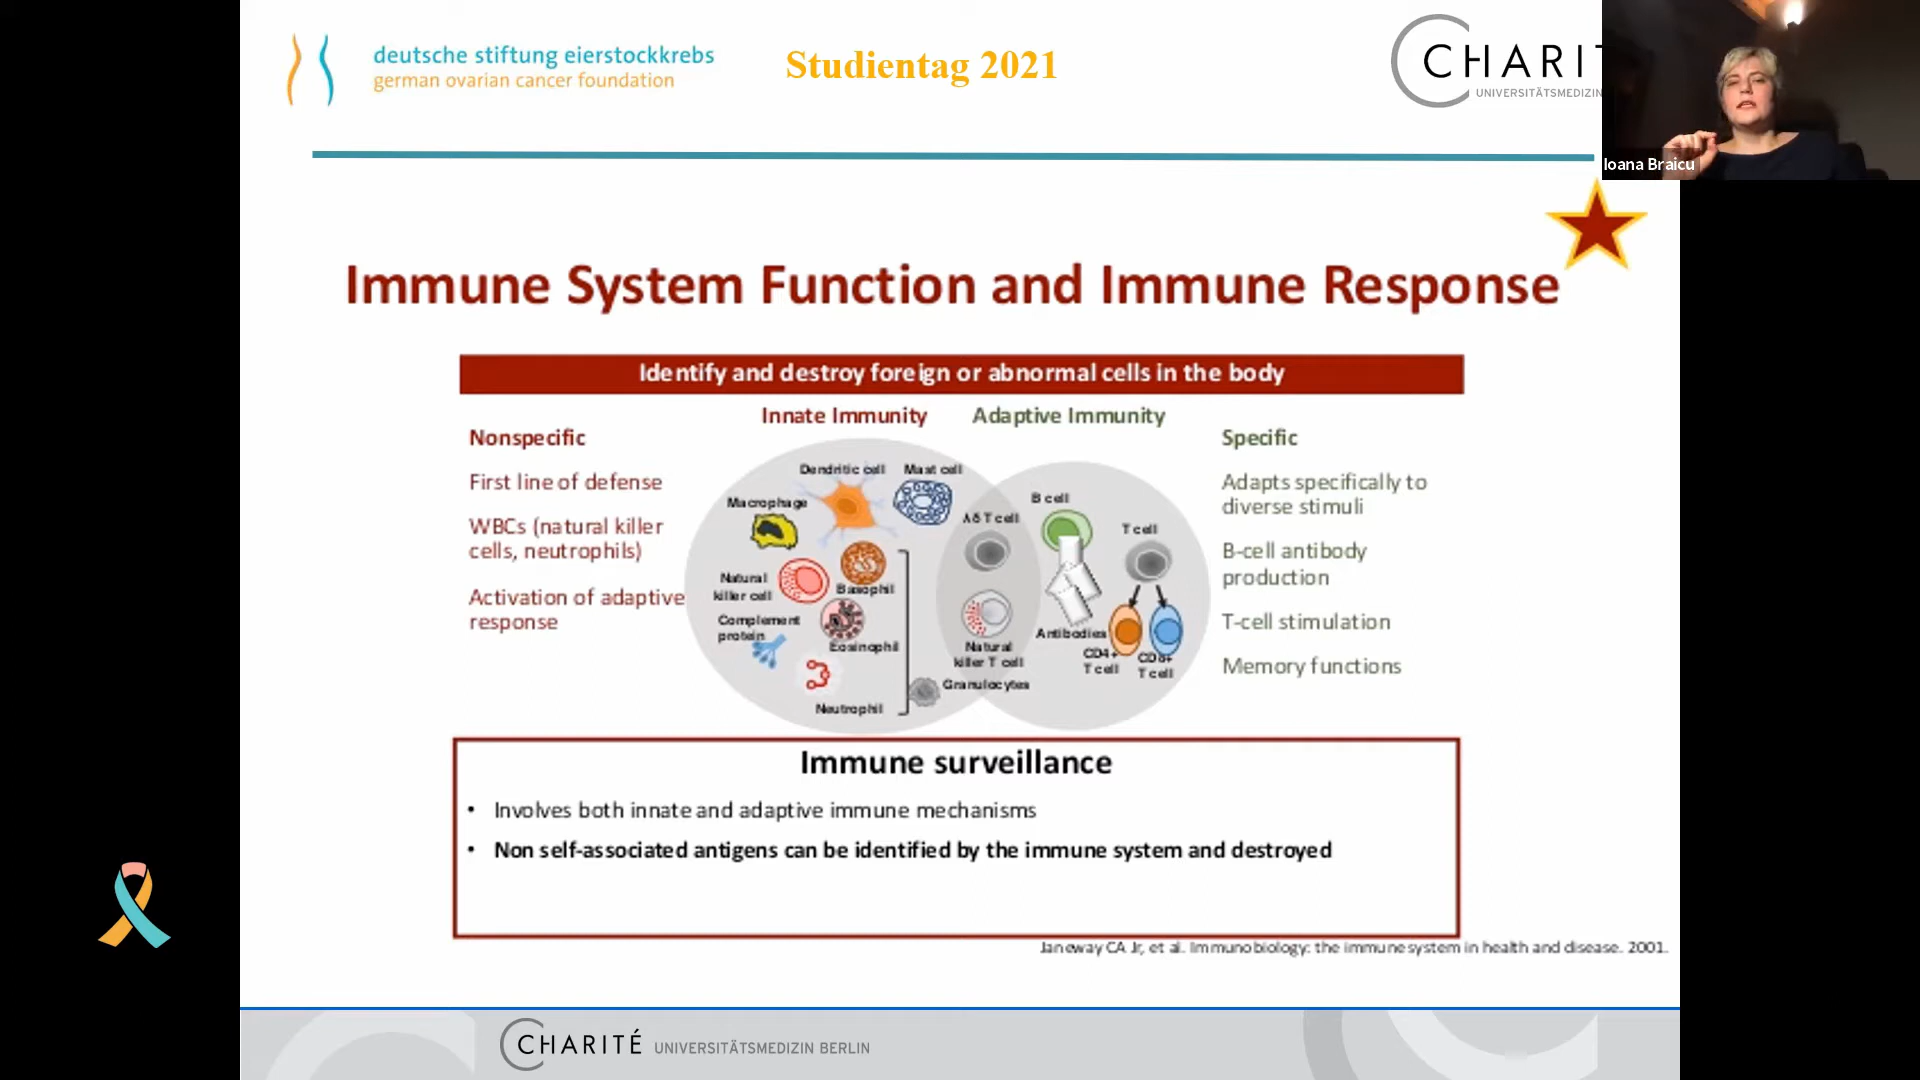 deutsche stiftung eierstockkrebs
german ovarian cancer foundation
Studientag 2021
CHARIT
UNIVERSITÄTSMEDIZIN
Ioana Braicu
Immune System Function and Immune Response
Identify and destroy foreign or abnormal cells in the body
Innate Immunity
Adaptive Immunity
Nonspecific
First line of defense
WBCs (natural killer
cells, neutrophils)
Activation of adaptive
response
Dendritic cell
Mast cell
Macrophage
Natural
killer cell
Basophil
Complement
protein
Eosinophil
Neutrophil
Granulocytes
λδ T cell
Natural
killer T cell
B cell
Antibodies
T cell
CD4+
T cell
CD8+
T cell
Specific
Adapts specifically to
diverse stimuli
B-cell antibody
production
T-cell stimulation
Memory functions
Immune surveillance
• Involves both innate and adaptive immune mechanisms
• Non self-associated antigens can be identified by the immune system and destroyed
Janeway CA Jr, et al. Immunobiology: the immune system in health and disease. 2001.
CHARITÉ UNIVERSITÄTSMEDIZIN BERLIN